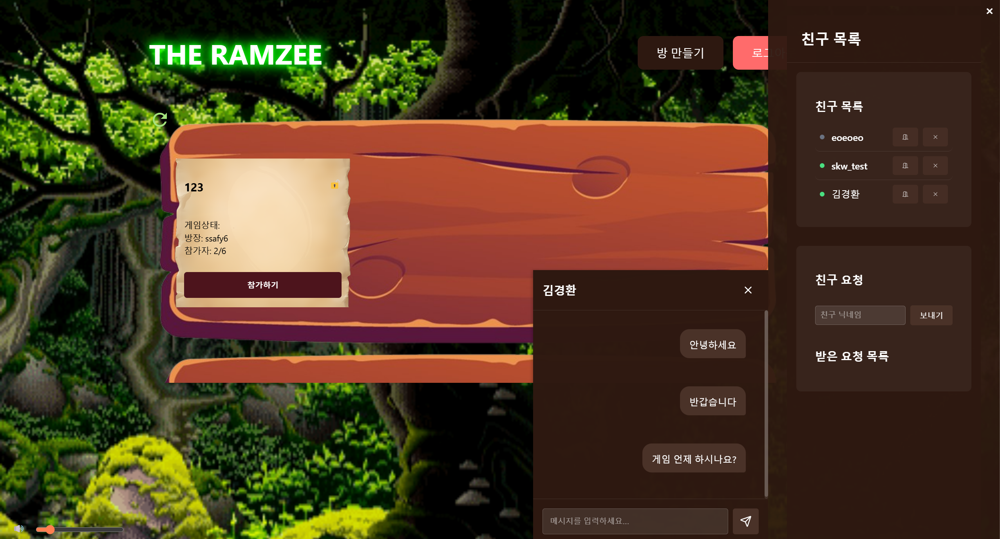 THE RAMZEE
방 만들기
로그아
123
게임상태:
방장: ssafy6
참가자: 2/6
참가하기
김경환
안녕하세요
반갑습니다
게임 언제 하시나요?
메시지를 입력하세요...
친구 목록
친구 목록
eoeoeo
skw_test
김경환
친구 요청
친구 닉네임
보내기
받은 요청 목록